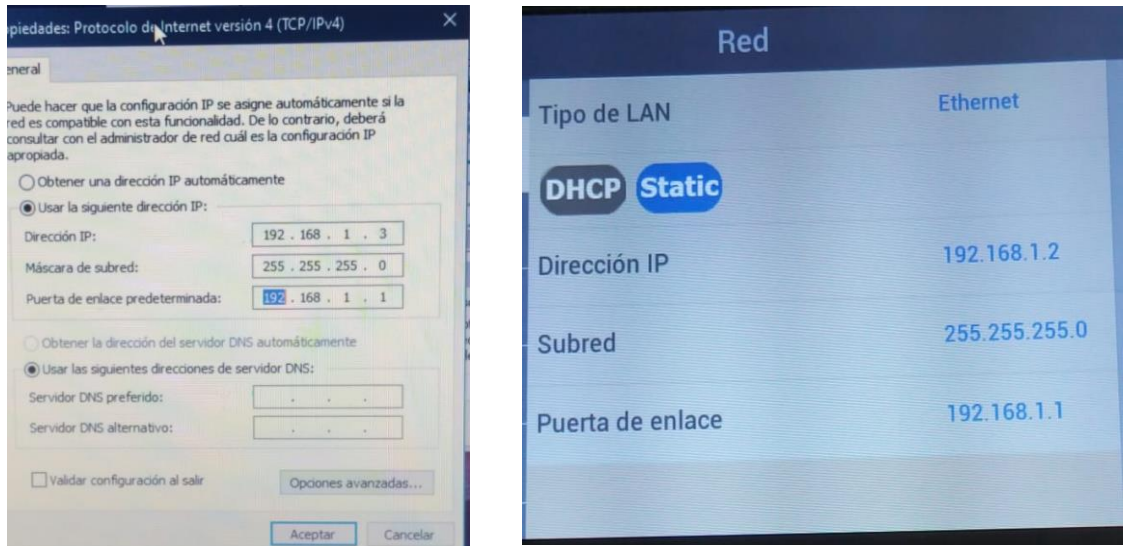 piedades: Protocolo de Internet versión 4 (TCP/IPv4)
eneral
Puede hacer que la configuración IP se asigne automáticamente si la
red es compatible con esta funcionalidad. De lo contrario, deberá
consultar con el administrador de red cuál es la configuración IP
apropiada.
Obtener una dirección IP automáticamente
Usar la siguiente dirección IP:
Dirección IP: 192 . 168 . 1 . 3
Máscara de subred: 255 . 255 . 255 . 0
Puerta de enlace predeterminada: 192 . 168 . 1 . 1
Obtener la dirección del servidor DNS automáticamente
Usar las siguientes direcciones de servidor DNS:
Servidor DNS preferido: . . .
Servidor DNS alternativo: . . .
Validar configuración al salir
Opciones avanzadas...
Aceptar Cancelar
Red
Tipo de LAN Ethernet
DHCP Static
Dirección IP 192.168.1.2
Subred 255.255.255.0
Puerta de enlace 192.168.1.1